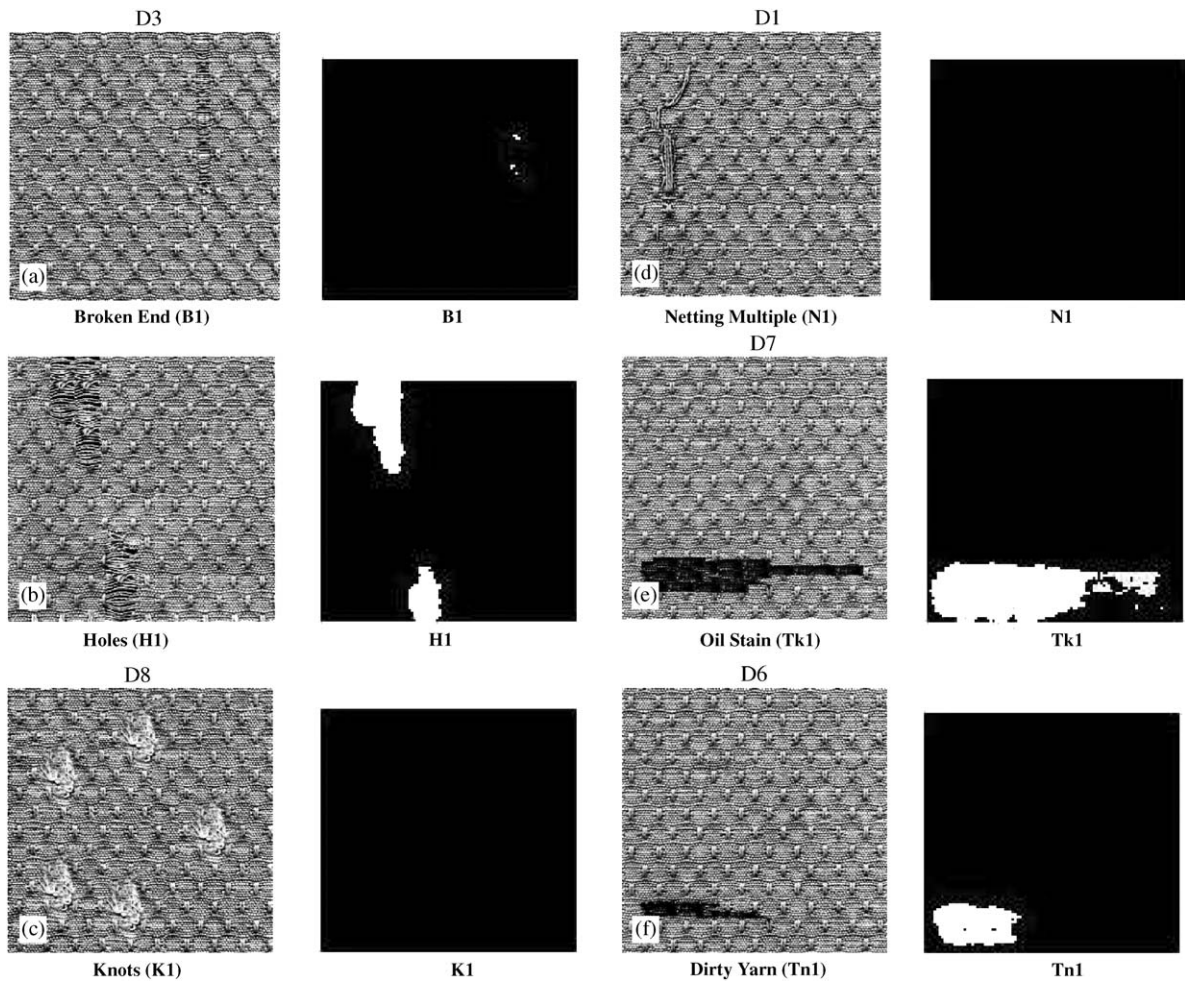 D3
D1
(a)
(d)
Broken End (B1)
B1
Netting Multiple (N1)
N1
D7
(b)
(e)
Holes (H1)
H1
Oil Stain (Tk1)
Tk1
D8
D6
(c)
(f)
Knots (K1)
K1
Dirty Yarn (Tn1)
Tn1